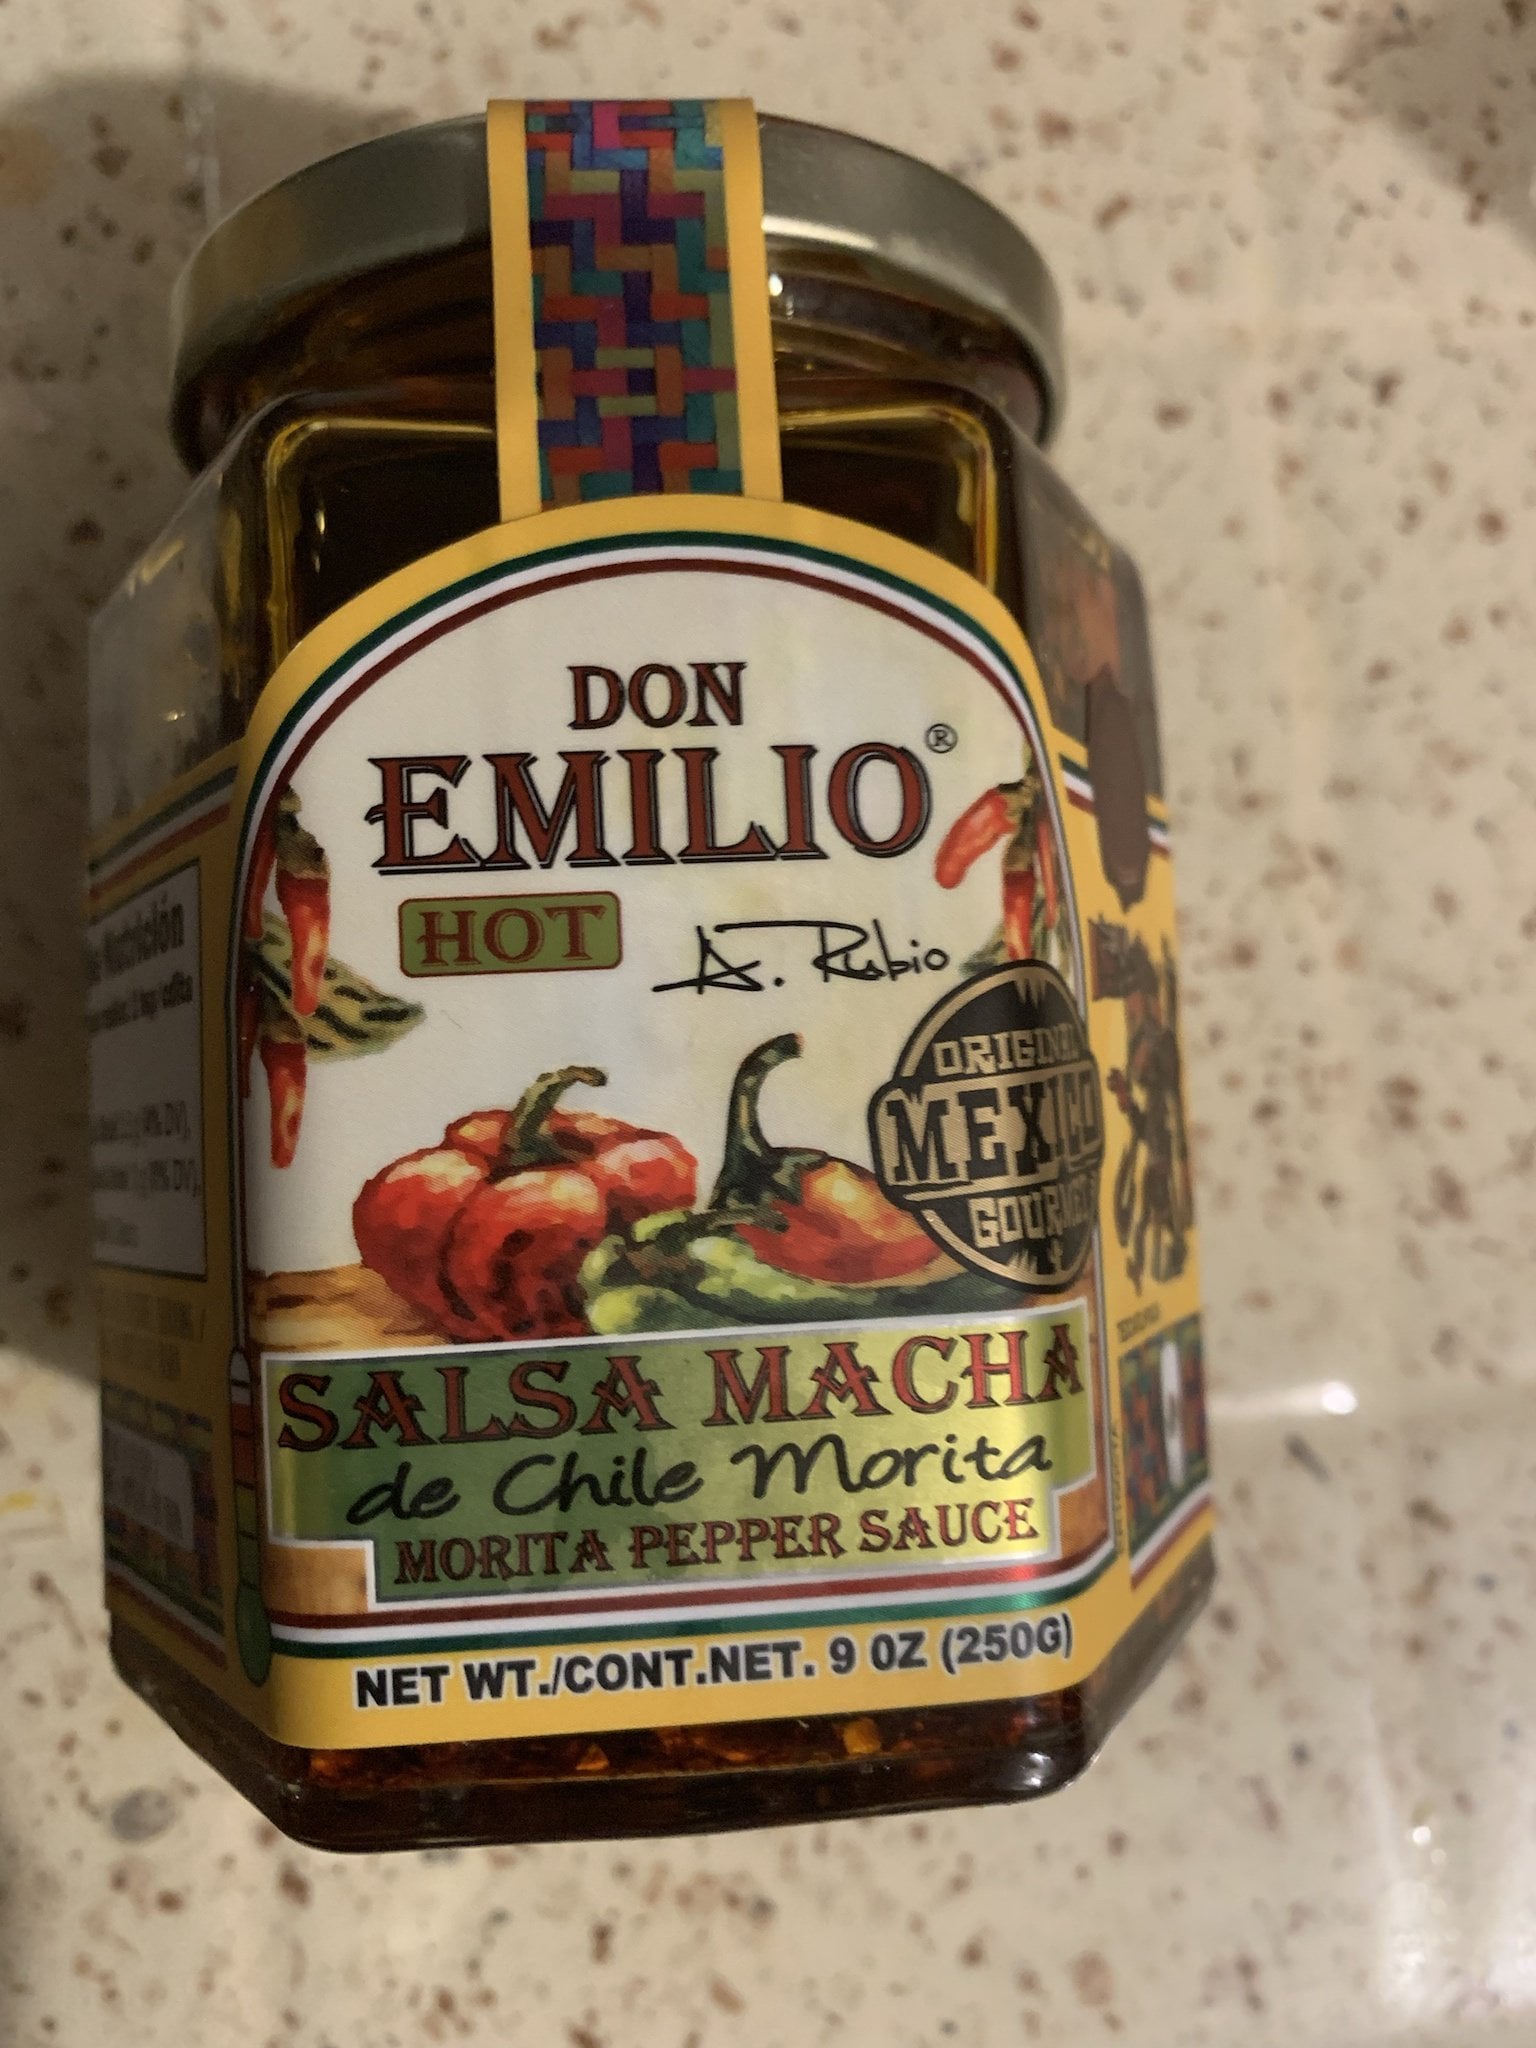 DON
EMILIO®
HOT
A. Rubio
ORIGINAL
MEXICO
GOURMET
SALSA MACHA
de Chile Morita
MORITA PEPPER SAUCE
NET WT./CONT.NET. 9 OZ (250G)
Nutrición